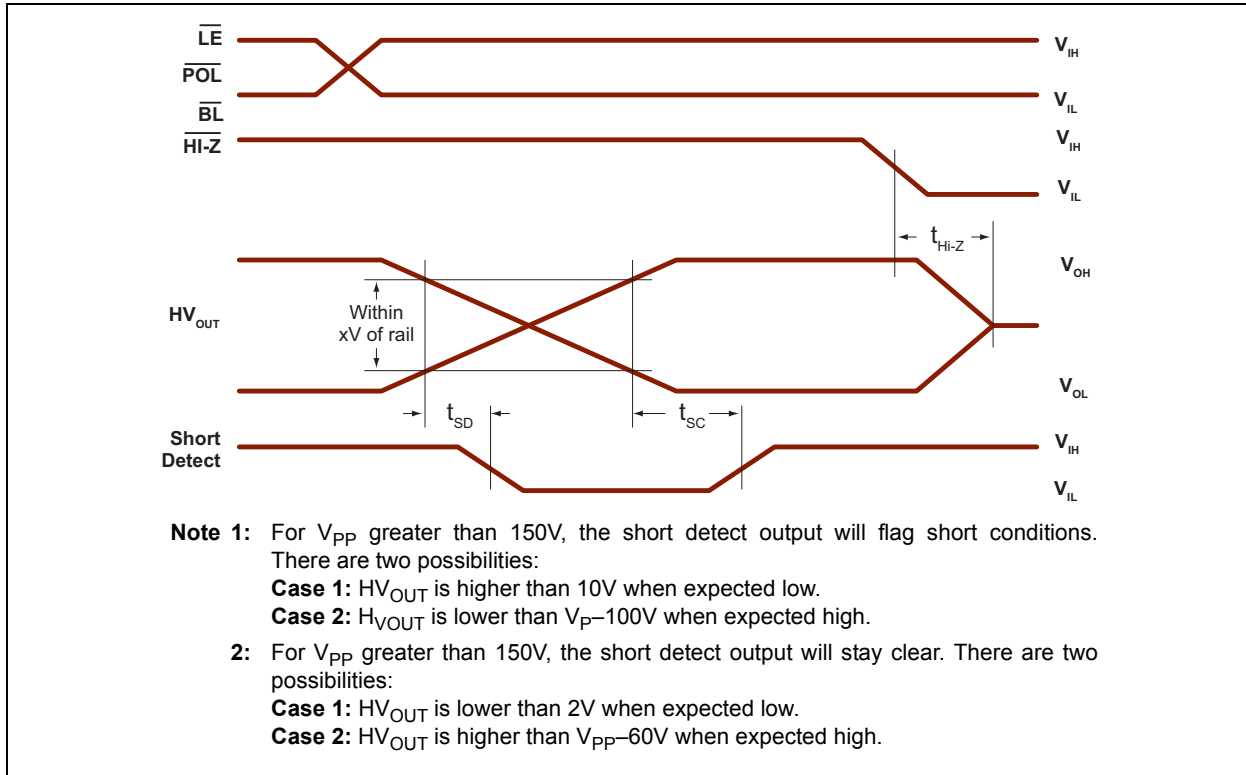 LE
V_IH
POL
V_IL
BL
HI-Z
V_IH
V_IL
t_Hi-Z
V_OH
Within
xV of rail
HV_OUT
V_OL
t_SD
t_SC
Short
Detect
V_IH
V_IL
Note 1: For V_PP greater than 150V, the short detect output will flag short conditions.
There are two possibilities:
Case 1: HV_OUT is higher than 10V when expected low.
Case 2: H_VOUT is lower than V_P–100V when expected high.
2: For V_PP greater than 150V, the short detect output will stay clear. There are two
possibilities:
Case 1: HV_OUT is lower than 2V when expected low.
Case 2: HV_OUT is higher than V_PP–60V when expected high.